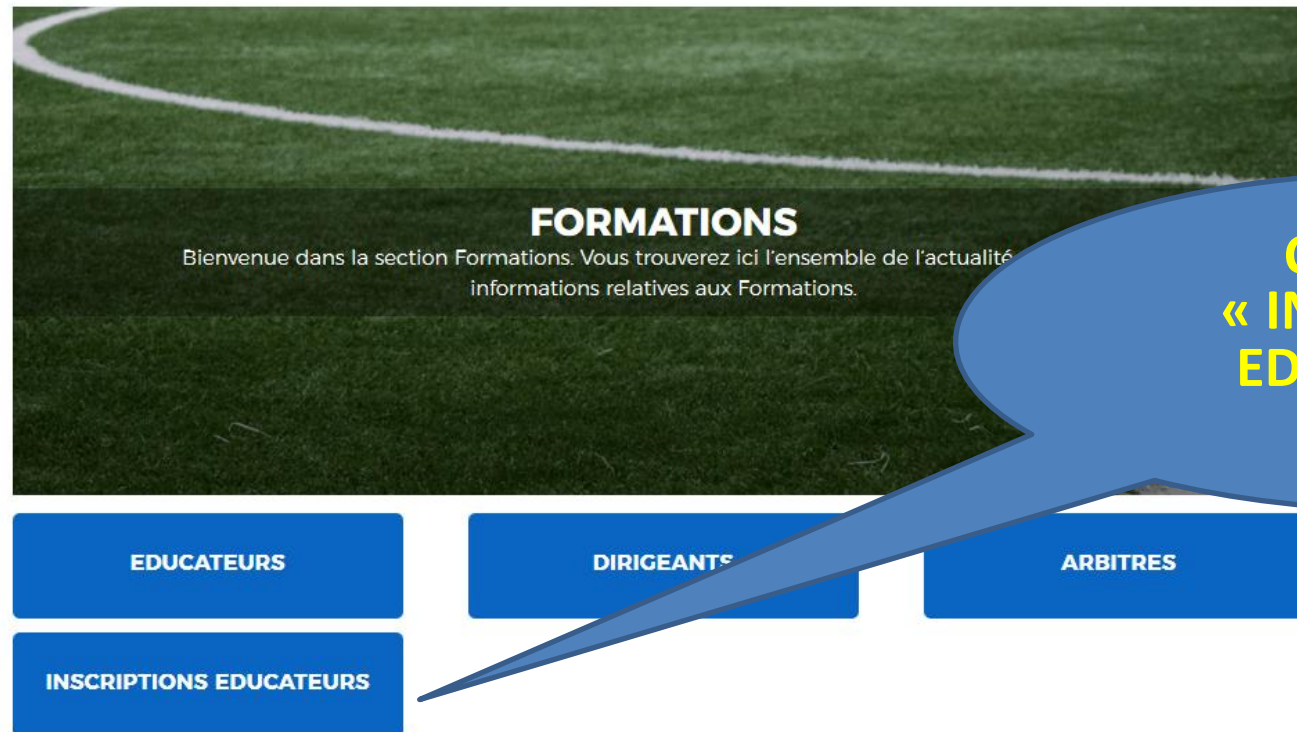 FORMATIONS
Bienvenue dans la section Formations. Vous trouverez ici l'ensemble de l'actualité
informations relatives aux Formations.
«
EDUCATEURS
DIRIGEANTS
ARBITRES
INSCRIPTIONS EDUCATEURS